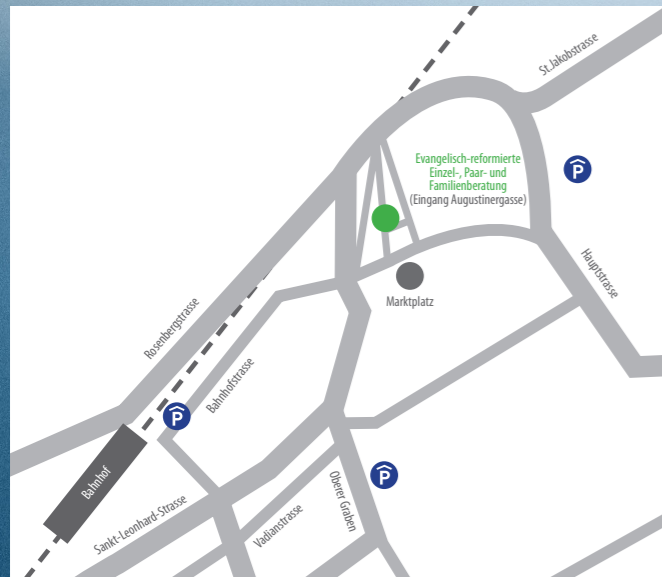 St.Jakobstrasse
Evangelisch-reformierte
Einzel-, Paar- und
Familienberatung
(Eingang Augustinergasse)
P
Hauptstrasse
Marktplatz
Rosenbergstrasse
Bahnhofstrasse
P
Bahnhof
P
Oberer Graben
Sankt-Leonhard-Strasse
Vadianstrasse